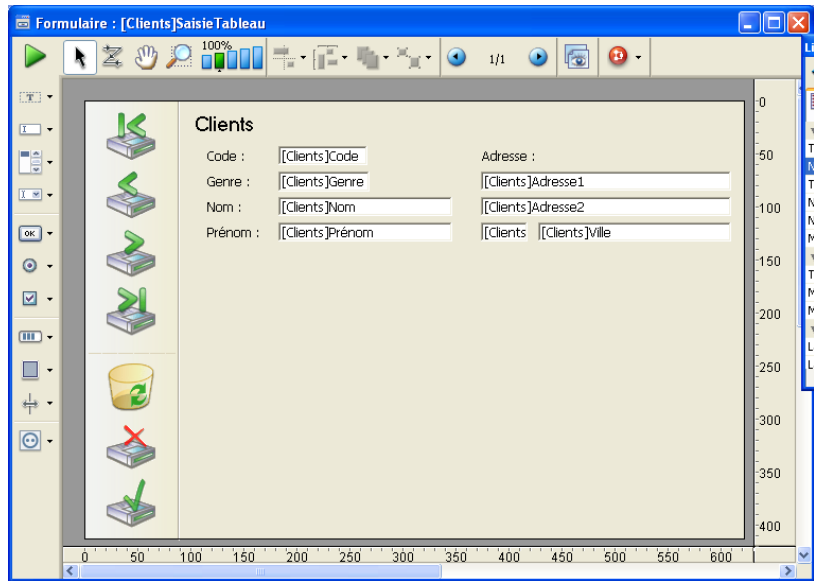 Formulaire : [Clients]SaisieTableau
100%
1/1
Clients
Code : [Clients]Code Adresse :
Genre : [Clients]Genre [Clients]Adresse1
Nom : [Clients]Nom [Clients]Adresse2
Prénom : [Clients]Prénom [Clients [Clients]Ville
OK
0
50
100
150
200
250
300
350
400
0 50 100 150 200 250 300 350 400 450 500 550 600